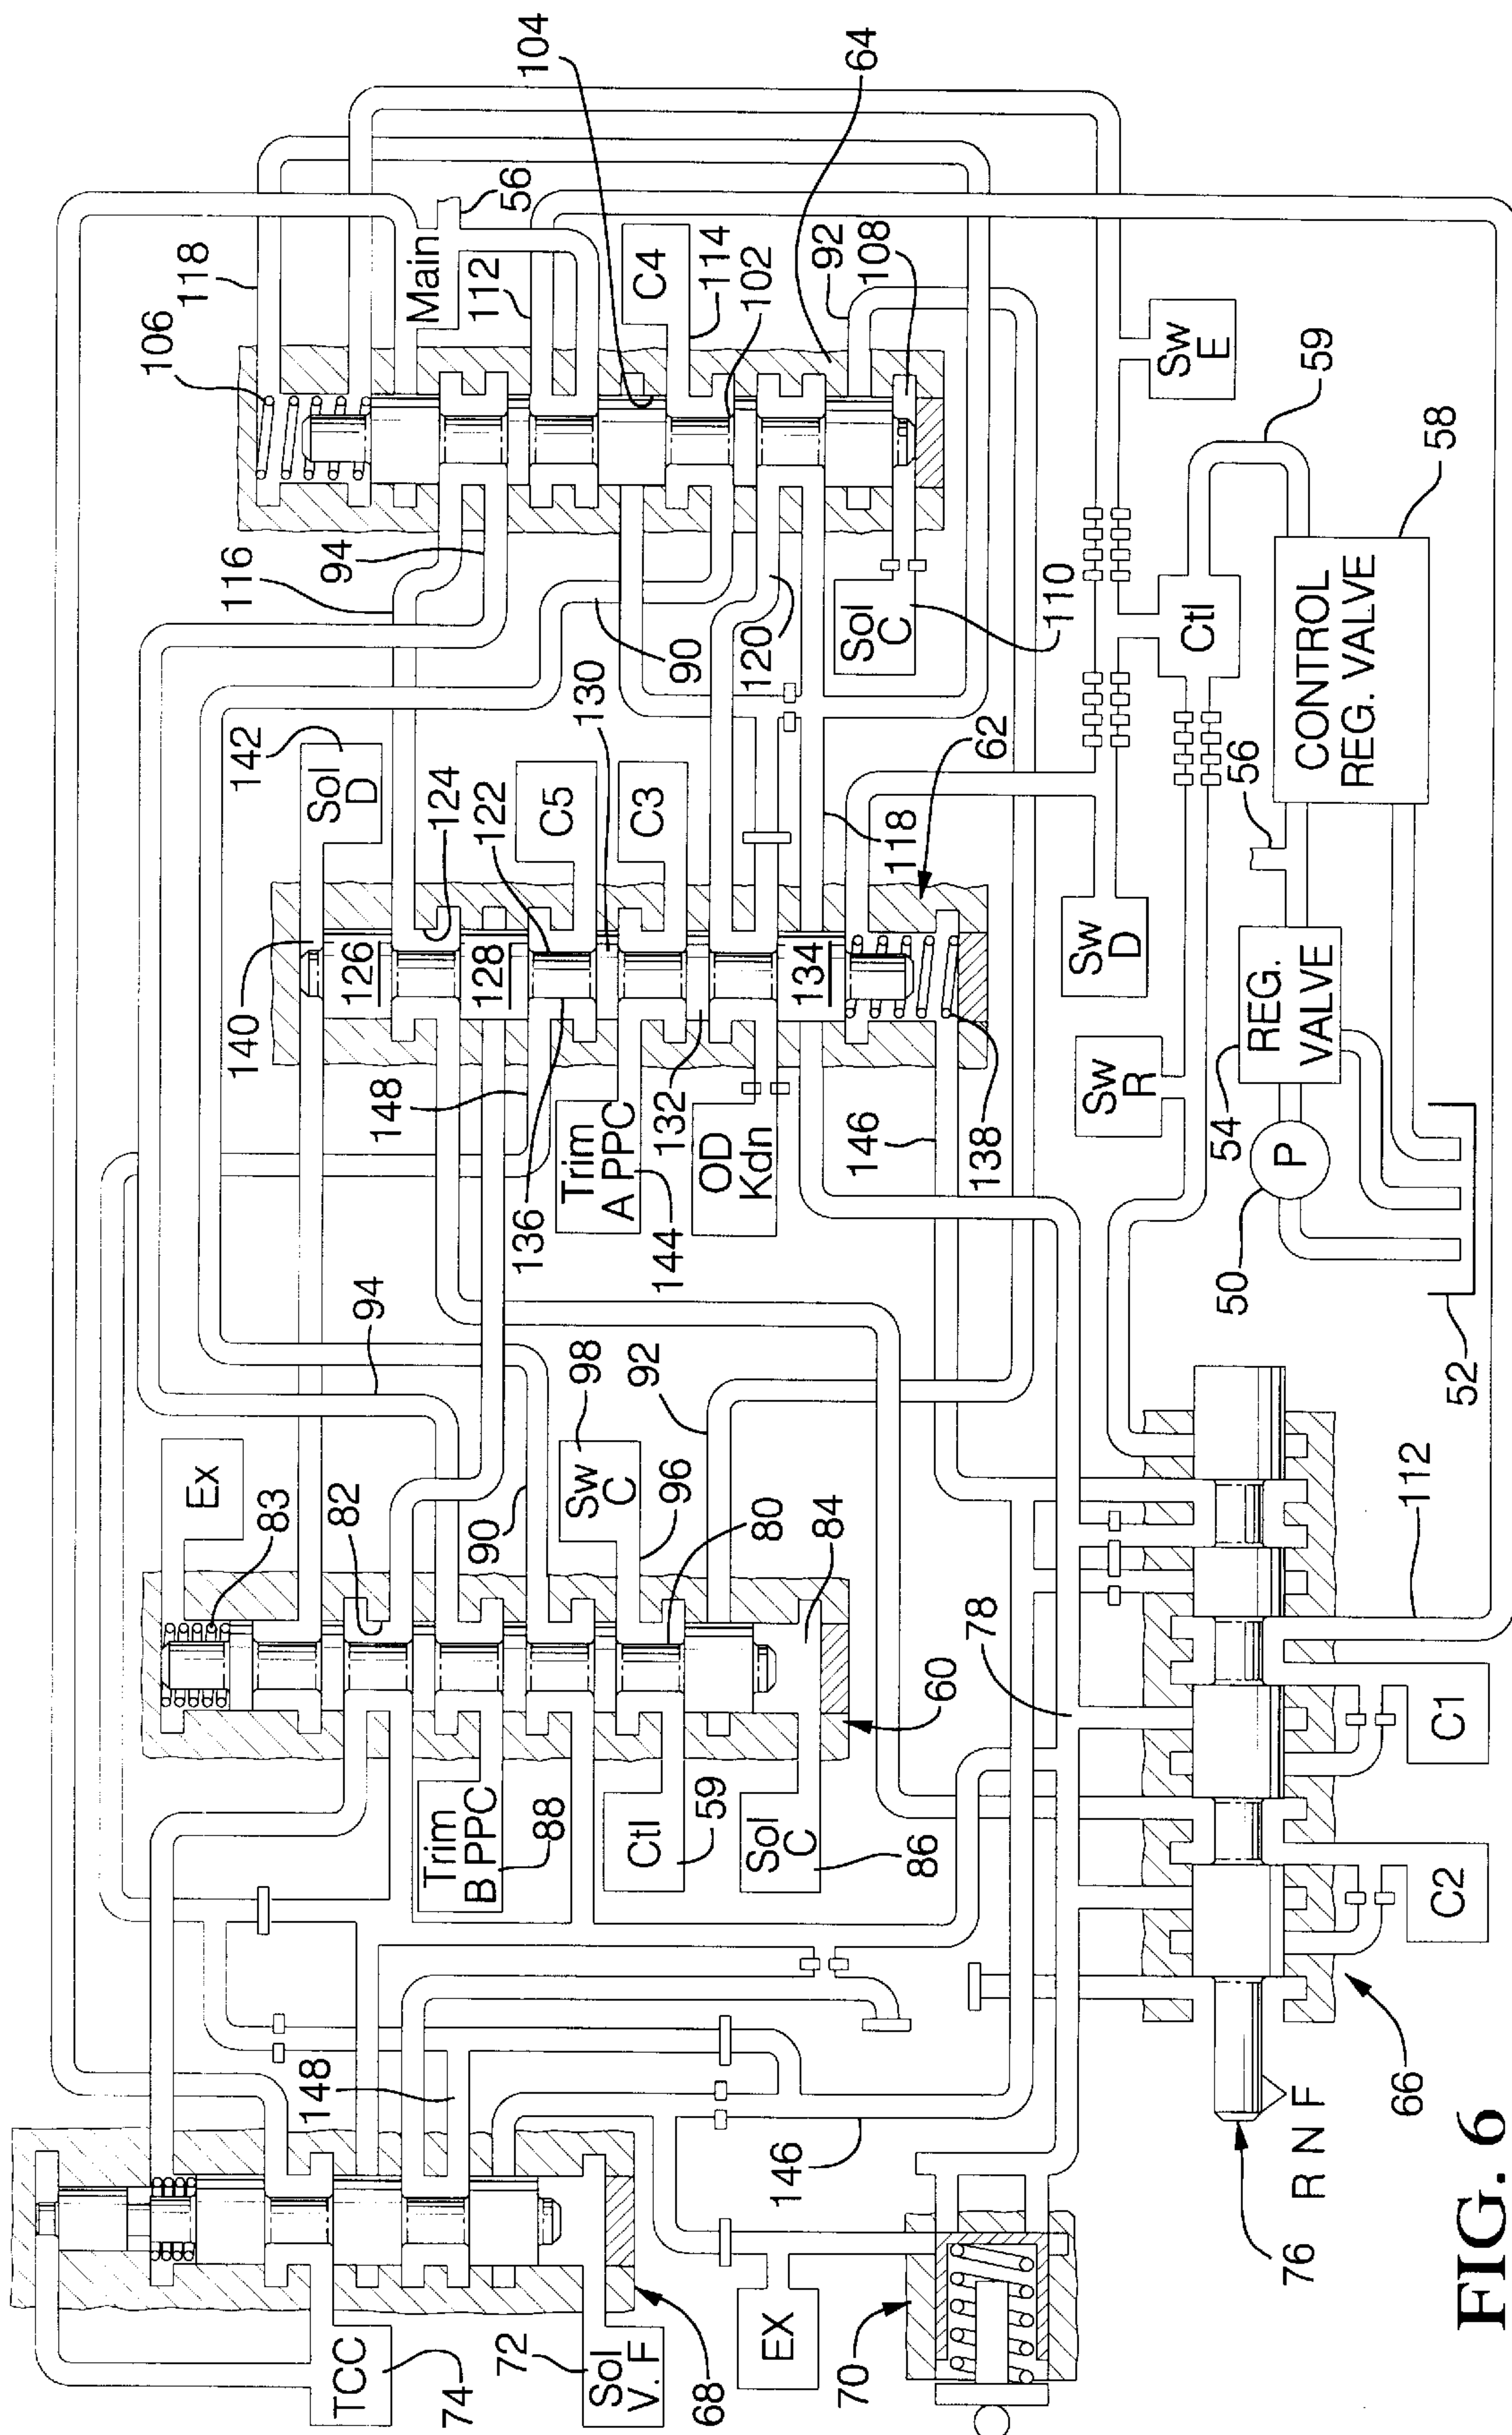 118
106
Main
56
104
64
112
C4
114
102
92
108
116
94
90
Sol
C
110
120
142
Sol
D
140
124
126
122
128
C5
130
C3
148
136
Trim
A PPC
144
132
OD
Kdn
134
118
62
138
146
94
Ex
83
82
90
Sw
C
98
96
92
80
84
60
Trim
B PPC
88
Ctl
59
Sol
C
86
Sw
E
59
58
CONTROL
REG. VALVE
Ctl
56
Sw
D
Sw
R
REG.
VALVE
54
P
50
52
112
78
C1
C2
66
148
146
TCC
74
Sol
V. F
72
68
EX
70
76
R N F
FIG. 6